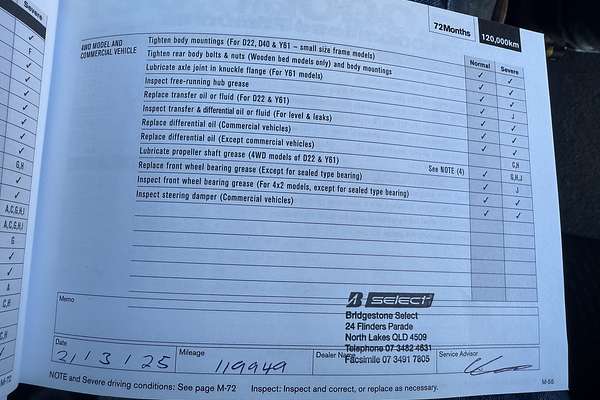 Severe
72Months
120,000km
4WD MODEL AND
COMMERCIAL VEHICLE
Normal
Severe
Tighten body mountings (For D22, D40 & Y61 – small size frame models)
✓
✓
Tighten rear body bolts & nuts (Wooden bed models only) and body mountings
✓
✓
Lubricate axle joint in knuckle flange (For Y61 models)
✓
✓
Inspect free-running hub grease
✓
✓
Replace transfer oil or fluid (For D22 & Y61)
J
Inspect transfer & differential oil or fluid (For level & leaks)
✓
✓
Replace differential oil (Commercial vehicles)
✓
✓
Replace differential oil (Except commercial vehicles)
✓
✓
Lubricate propeller shaft grease (4WD models of D22 & Y61)
C,H
Replace front wheel bearing grease (Except for sealed type bearing)
See NOTE (4)
✓
G,H,J
Inspect front wheel bearing grease (For 4x2 models, except for sealed type bearing)
✓
J
Inspect steering damper (Commercial vehicles)
✓
✓
F
G,H
A,C,G,H,I
A,C,E,H,I
G
C,H
Memo
SELECT
Bridgestone Select
24 Flinders Parade
North Lakes QLD 4509
Telephone 07 3482 4631
Facsimile 07 3491 7805
Date
21/3/25
Mileage
119949
Dealer Name
Service Advisor
NOTE and Severe driving conditions: See page M-72
Inspect: Inspect and correct, or replace as necessary.
M-72